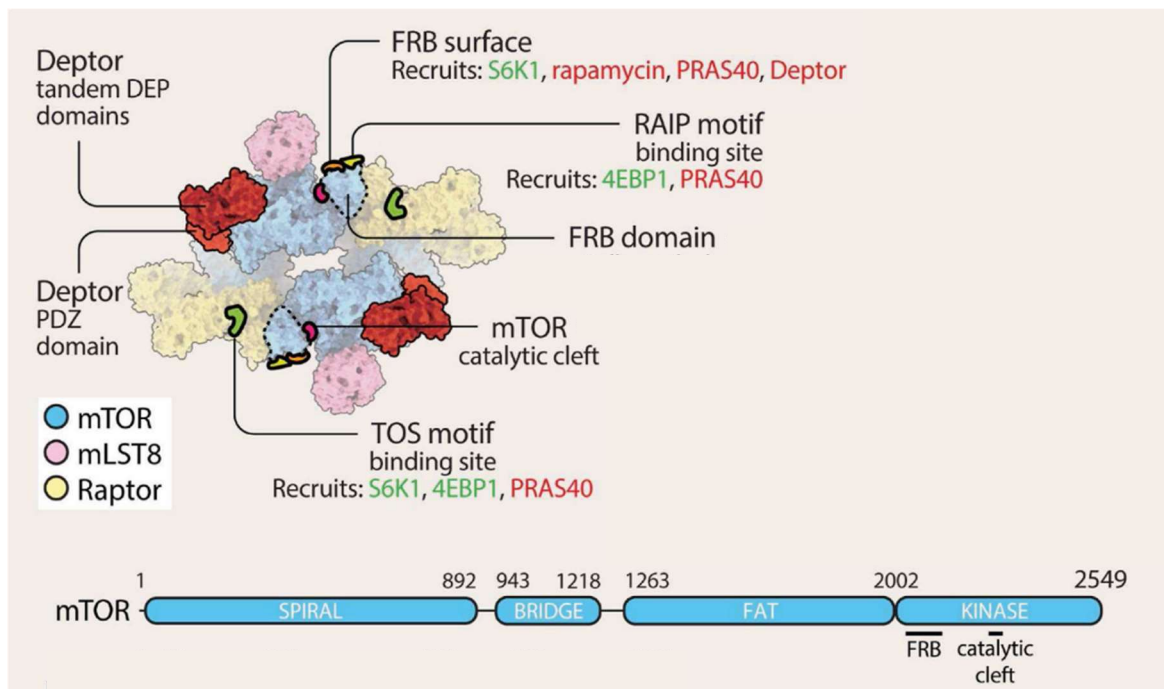 Deptor
tandem DEP
domains
FRB surface
Recruits: S6K1, rapamycin, PRAS40, Deptor
RAIP motif
binding site
Recruits: 4EBP1, PRAS40
FRB domain
Deptor
PDZ
domain
mTOR
catalytic cleft
mTOR
mLST8
Raptor
TOS motif
binding site
Recruits: S6K1, 4EBP1, PRAS40
1 892 943 1218 1263 2002 2549
mTOR SPIRAL BRIDGE FAT KINASE
FRB catalytic
cleft